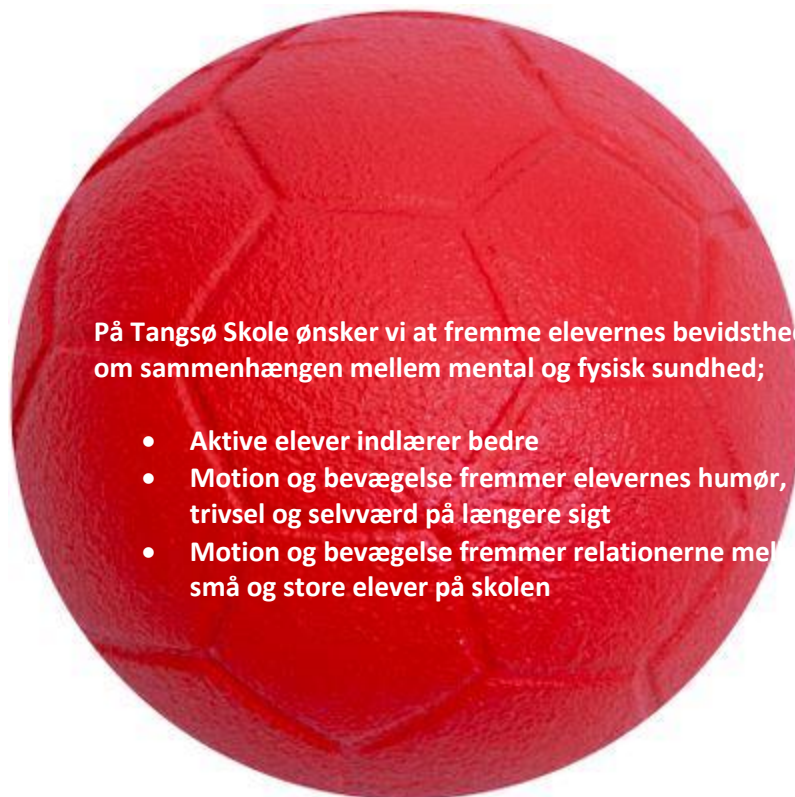 På Tangsø Skole ønsker vi at fremme elevernes bevidsthed
om sammenhængen mellem mental og fysisk sundhed;
• Aktive elever indlærer bedre
• Motion og bevægelse fremmer elevernes humør,
trivsel og selvværd på længere sigt
• Motion og bevægelse fremmer relationerne
små og store elever på skolen